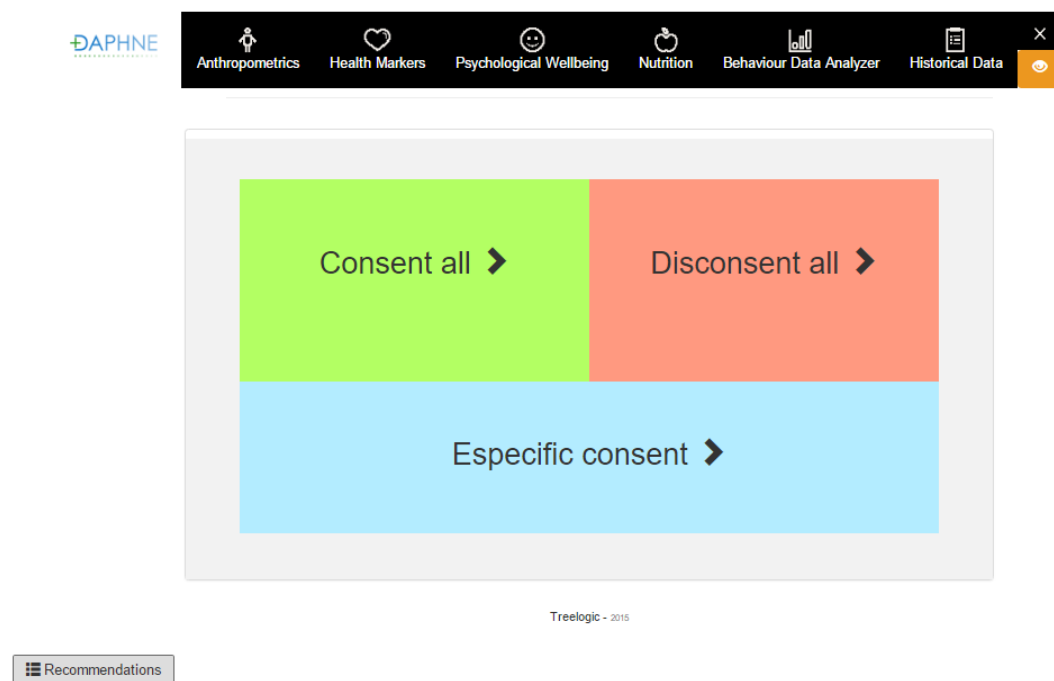 DAPHNE
Anthropometrics
Health Markers
Psychological Wellbeing
Nutrition
Behaviour Data Analyzer
Historical Data
Consent all
Disconsent all
Especific consent
Treelogic - 2015
Recommendations